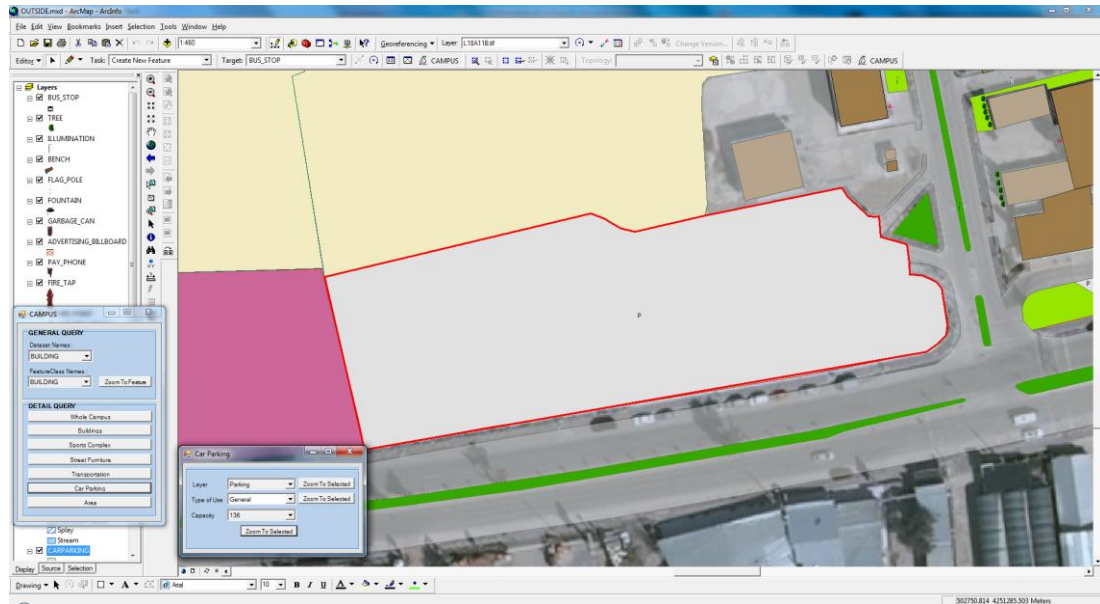 OUTSIDE.mxd - ArcMap - ArcInfo
File Edit View Bookmarks Insert Selection Tools Window Help
1:460
Georeferencing Layer: L18A11B.sf
Change Version...
Editor Task: Create New Feature Target: BUS_STOP
CAMPUS
Topology:
CAMPUS
Layers
BUS_STOP
TREE
ILLUMINATION
BENCH
FLAG_POLE
FOUNTAIN
GARBAGE_CAN
ADVERTISING_BILLBOARD
PAY_PHONE
FIRE_TAP
CAMPUS
GENERAL QUERY
Dataset Names:
BUILDING
FeatureClass Names:
BUILDING Zoom To Feature
DETAIL QUERY
Whole Campus
Buildings
Sports Complex
Street Furniture
Transportation
Car Parking
Area
Splay
Stream
CARPARKING
Display Source Selection
P
P
Car Parking
Layer Parking Zoom To Selected
Type of Use General Zoom To Selected
Capacity 136
Zoom To Selected
Drawing A Arial 10 B I U A
502750.814 4251285.503 Meters